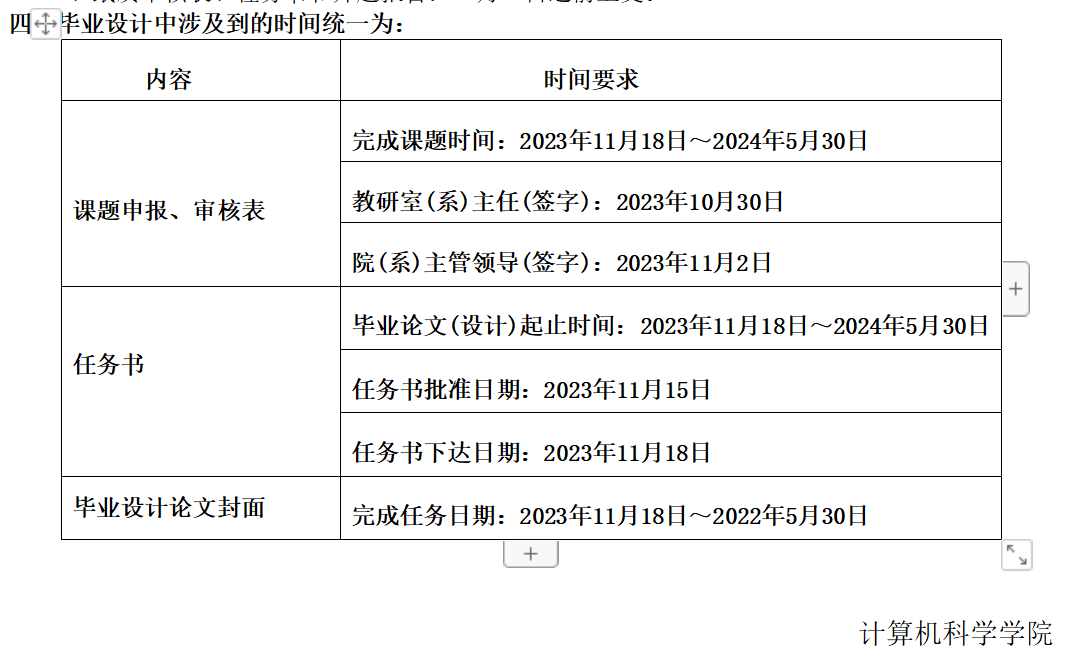 四、毕业设计中涉及到的时间统一为：
内容 时间要求
课题申报、审核表
完成课题时间：2023年11月18日～2024年5月30日
教研室(系)主任(签字)：2023年10月30日
院(系)主管领导(签字)：2023年11月2日
任务书
毕业论文(设计)起止时间：2023年11月18日～2024年5月30日
任务书批准日期：2023年11月15日
任务书下达日期：2023年11月18日
毕业设计论文封面
完成任务日期：2023年11月18日～2022年5月30日
计算机科学学院